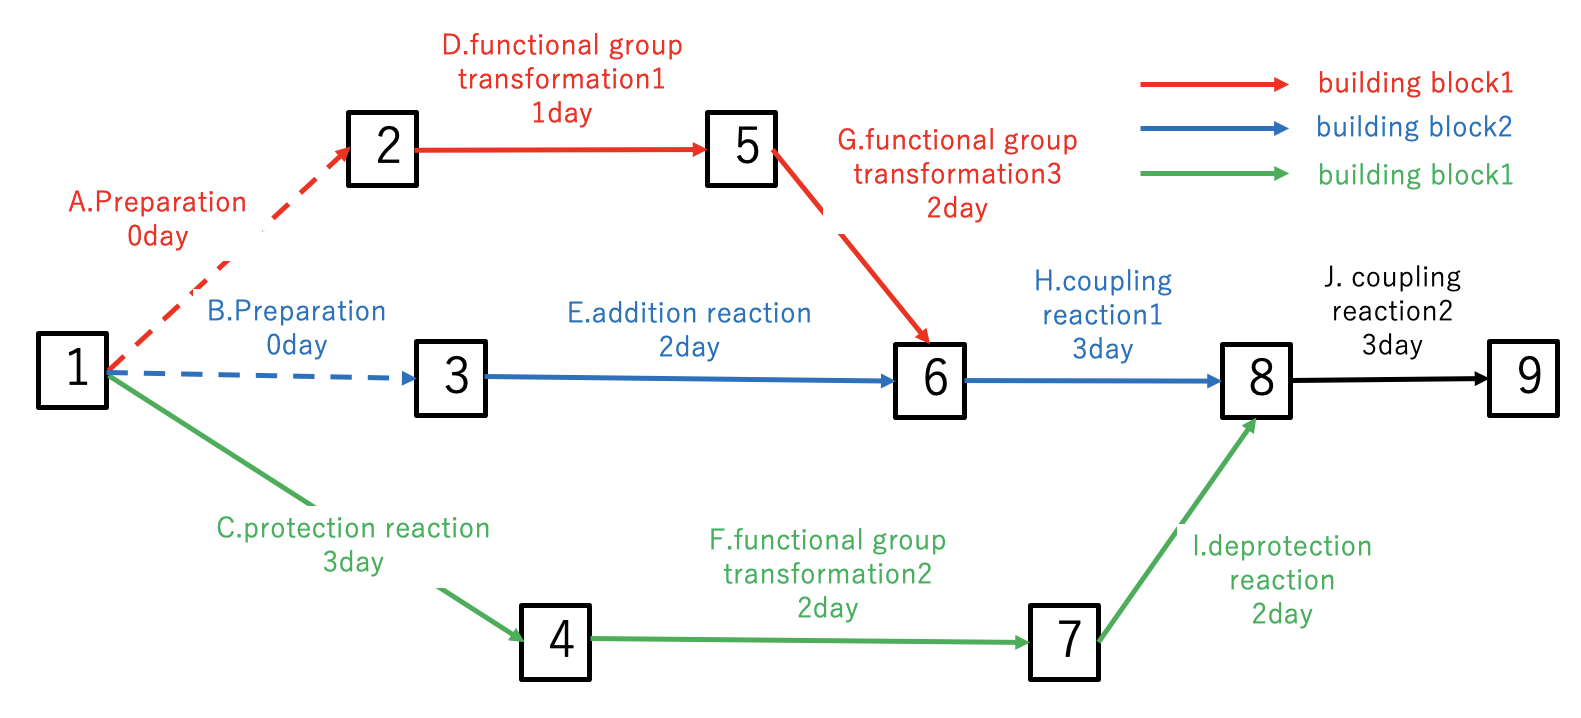 D.functional group
transformation1
1day
building block1
building block2
building block1
2
5
G.functional group
transformation3
2day
A.Preparation
0day
B.Preparation
0day
E.addition reaction
2day
H.coupling
reaction1
3day
J. coupling
reaction2
3day
1
3
6
8
9
C.protection reaction
3day
F.functional group
transformation2
2day
I.deprotection
reaction
2day
4
7